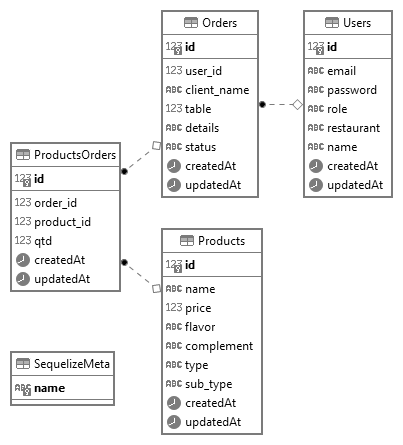 Orders
123 id
123 user_id
ABC client_name
123 table
ABC details
ABC status
createdAt
updatedAt
Users
123 id
ABC email
ABC password
ABC role
ABC restaurant
ABC name
createdAt
updatedAt
ProductsOrders
123 id
123 order_id
123 product_id
123 qtd
createdAt
updatedAt
Products
123 id
ABC name
123 price
ABC flavor
ABC complement
ABC type
ABC sub_type
createdAt
updatedAt
SequelizeMeta
ABC name